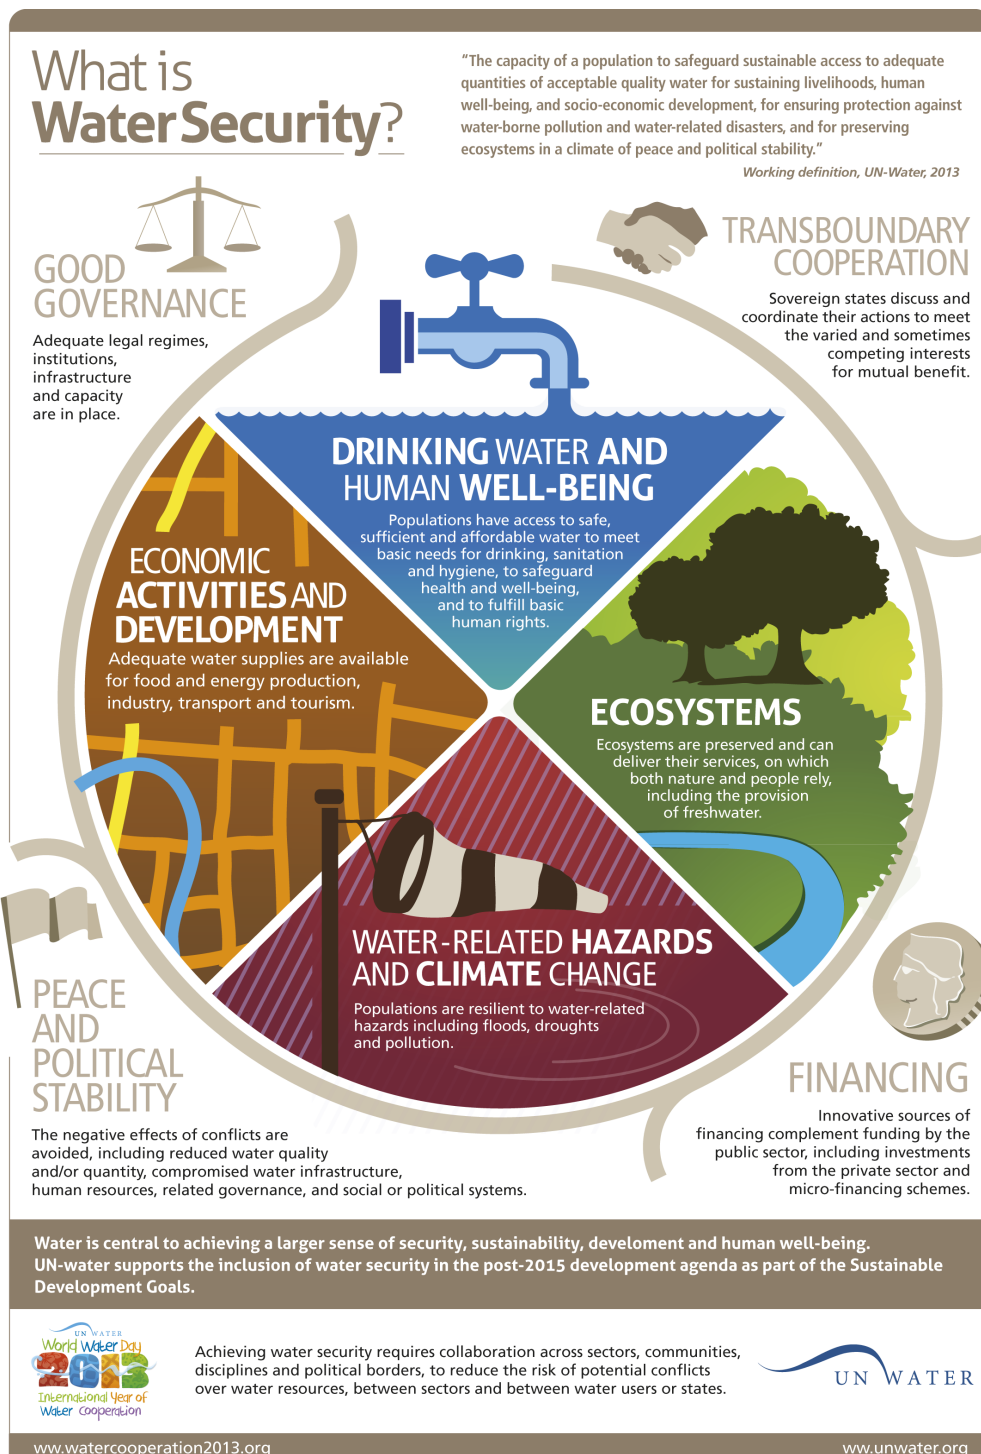 What is
Water Security?
“The capacity of a population to safeguard sustainable access to adequate
quantities of acceptable quality water for sustaining livelihoods, human
well-being, and socio-economic development, for ensuring protection against
water-borne pollution and water-related disasters, and for preserving
ecosystems in a climate of peace and political stability.”
Working definition, UN-Water, 2013
GOOD
GOVERNANCE
Adequate legal regimes,
institutions,
infrastructure
and capacity
are in place.
TRANSBOUNDARY
COOPERATION
Sovereign states discuss and
coordinate their actions to meet
the varied and sometimes
competing interests
for mutual benefit.
DRINKING WATER AND
HUMAN WELL-BEING
Populations have access to safe,
sufficient and affordable water to meet
basic needs for drinking, sanitation
and hygiene, to safeguard
health and well-being,
and to fulfill basic
human rights.
ECONOMIC
ACTIVITIES AND
DEVELOPMENT
Adequate water supplies are available
for food and energy production,
industry, transport and tourism.
ECOSYSTEMS
Ecosystems are preserved and can
deliver their services, on which
both nature and people rely,
including the provision
of freshwater.
WATER-RELATED HAZARDS
AND CLIMATE CHANGE
Populations are resilient to water-related
hazards including floods, droughts
and pollution.
PEACE
AND
POLITICAL
STABILITY
The negative effects of conflicts are
avoided, including reduced water quality
and/or quantity, compromised water infrastructure,
human resources, related governance, and social or political systems.
FINANCING
Innovative sources of
financing complement funding by the
public sector, including investments
from the private sector and
micro-financing schemes.
Water is central to achieving a larger sense of security, sustainability, develoment and human well-being.
UN-water supports the inclusion of water security in the post-2015 development agenda as part of the Sustainable
Development Goals.
UN WATER
World Water Day
2013
International Year of
Water Cooperation
Achieving water security requires collaboration across sectors, communities,
disciplines and political borders, to reduce the risk of potential conflicts
over water resources, between sectors and between water users or states.
UN WATER
ww.watercooperation2013.org
ww.unwater.org